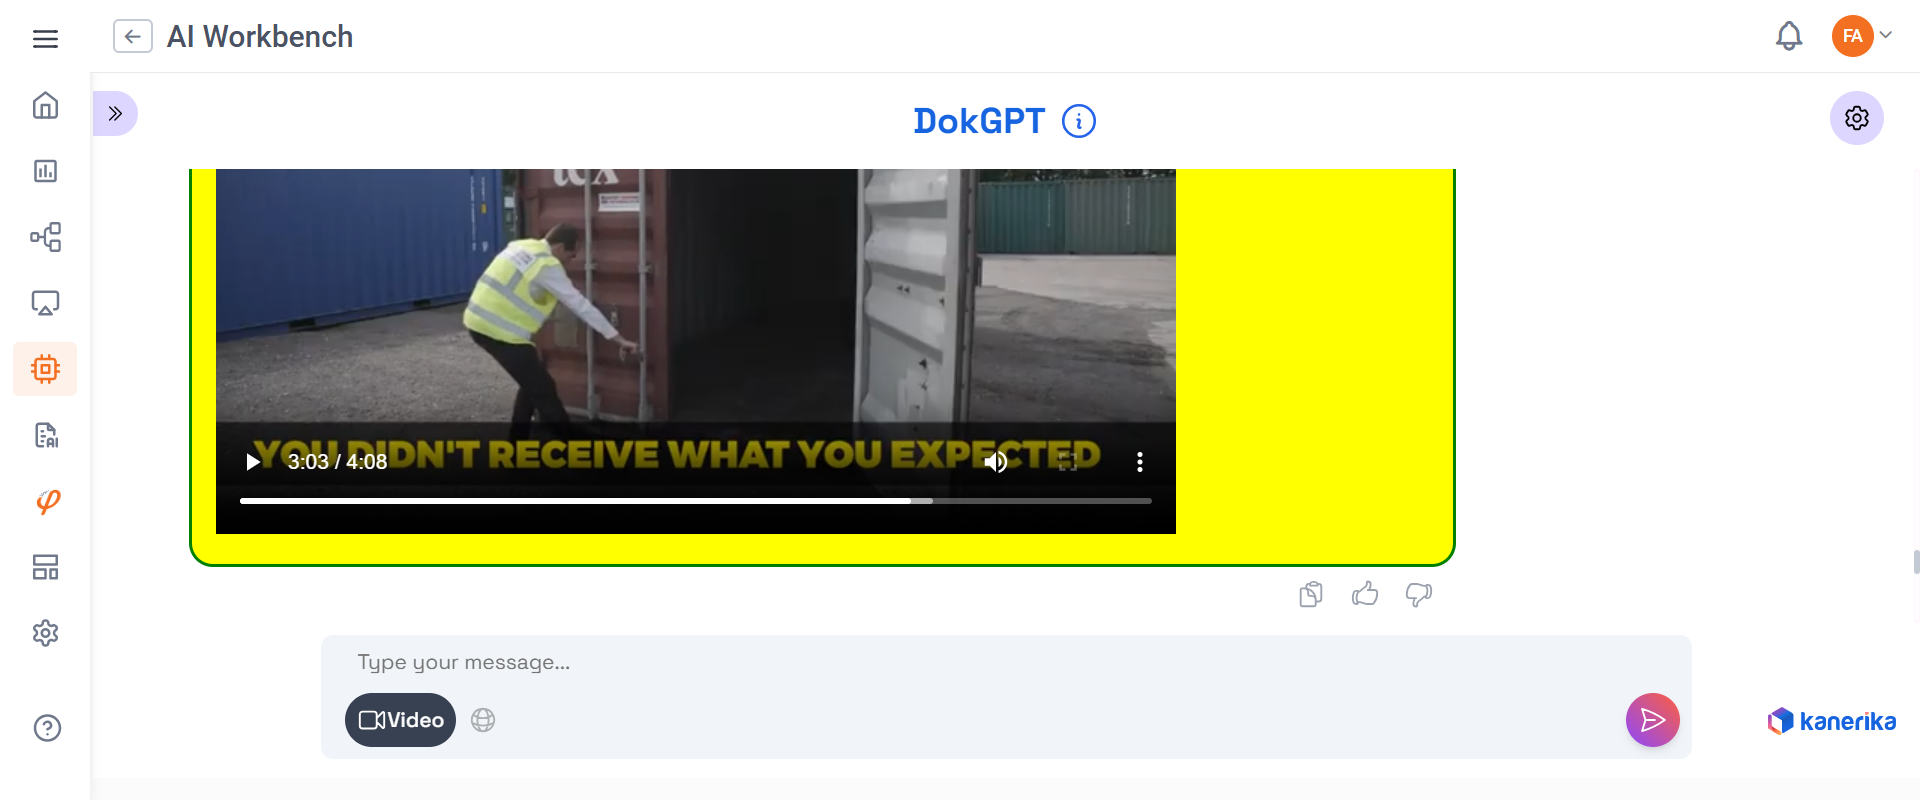 AI Workbench
FA
DokGPT
tex
YOU DIDN'T RECEIVE WHAT YOU EXPECTED
3:03 / 4:08
Type your message...
Video
kanerika